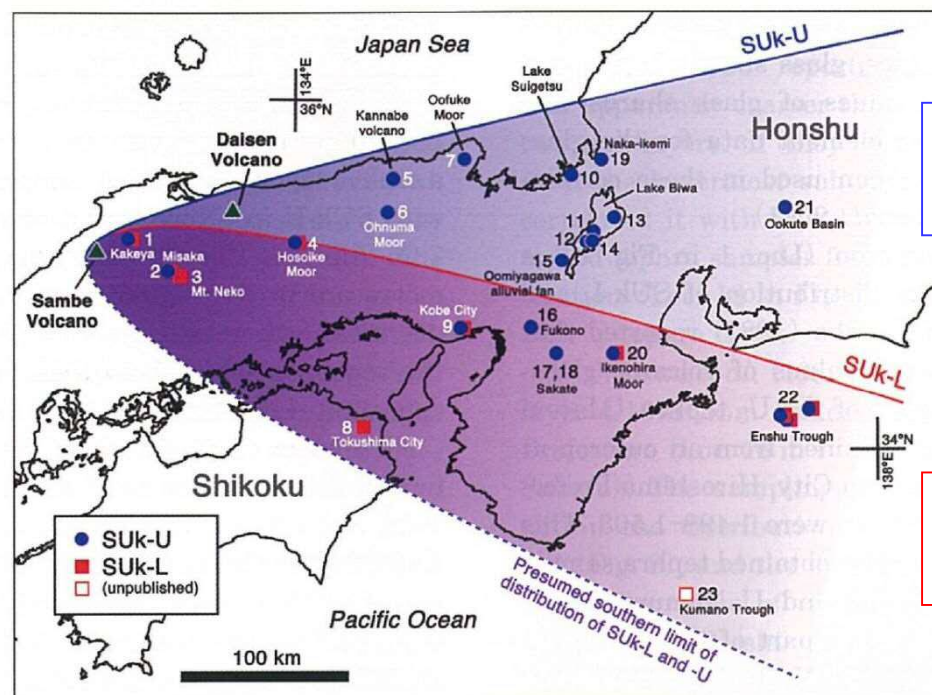 Japan Sea
SUk-U
134°E
36°N
Kannabe
volcano
Oofuke
Moor
Lake
Suigetsu
Honshu
Daisen
Volcano
7
Naka-ikemi
19
10
5
Lake Biwa
6
Ohnuma
Moor
11
13
21
Ookute Basin
12
14
1
Kakeya
Misaka
2
3
Mt. Neko
4
Hosoike
Moor
15
Oomiyagawa
alluvial fan
Sambe
Volcano
Kobe City
9
16
Fukono
17,18
Sakate
20
Ikenohira
Moor
SUk-L
22
Enshu Trough
8
Tokushima City
34°N
138°E
Shikoku
SUk-U
SUk-L
(unpublished)
Presumed southern limit of
distribution of SUk-L and -U
23
Kumano Trough
Pacific Ocean
100 km